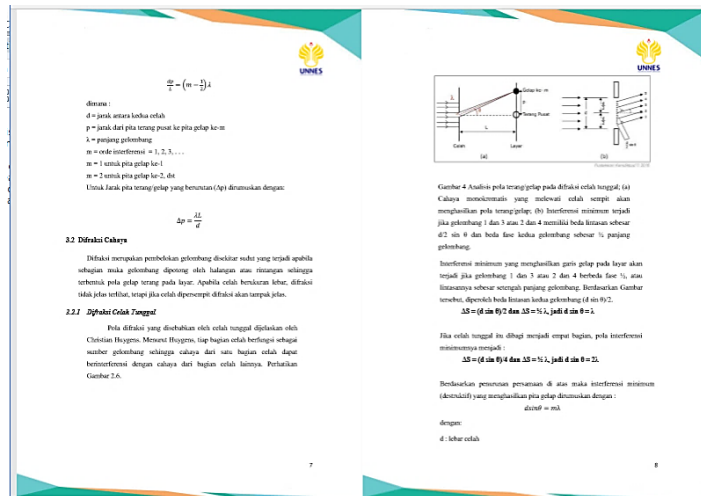 UNNES
dp/L = (m − 1/2)λ
dimana :
d = jarak antara kedua celah
p = jarak dari pita terang pusat ke pita gelap ke-m
λ = panjang gelombang
m = orde interferensi = 1, 2, 3, . . . .
m = 1 untuk pita gelap ke-1
m = 2 untuk pita gelap ke-2, dst
Untuk Jarak pita terang/gelap yang berurutan (Δp) dirumuskan dengan:
Δp = λL/d
3.2 Difraksi Cahaya
Difraksi merupakan pembelokan gelombang disekitar sudut yang terjadi apabila
sebagian muka gelombang dipotong oleh halangan atau rintangan sehingga
terbentuk pola gelap terang pada layar. Apabila celah berukuran lebar, difraksi
tidak jelas terlihat, tetapi jika celah dipersempit difraksi akan tampak jelas.
3.2.1 Difraksi Celah Tunggal
Pola difraksi yang disebabkan oleh celah tunggal dijelaskan oleh
Christian Huygens. Menurut Huygens, tiap bagian celah berfungsi sebagai
sumber gelombang sehingga cahaya dari satu bagian celah dapat
berinterferensi dengan cahaya dari bagian celah lainnya. Perhatikan
Gambar 2.6.
7
UNNES
λ
Gelap ke-m
P
Terang Pusat
L
Celah
Layar
(a)
(b)
Gambar 4 Analisis pola terang/gelap pada difraksi celah tunggal; (a)
Cahaya monokromatis yang melewati celah sempit akan
menghasilkan pola terang/gelap; (b) Interferensi minimum terjadi
jika gelombang 1 dan 3 atau 2 dan 4 memiliki beda lintasan sebesar
d/2 sin θ dan beda fase kedua gelombang sebesar ½ panjang
gelombang.
Interferensi minimum yang menghasilkan garis gelap pada layar akan
terjadi jika gelombang 1 dan 3 atau 2 dan 4 berbeda fase ½, atau
lintasannya sebesar setengah panjang gelombang. Berdasarkan Gambar
tersebut, diperoleh beda lintasan kedua gelombang (d sin θ)/2.
ΔS = (d sin θ)/2 dan ΔS = ½ λ, jadi d sin θ = λ
Jika celah tunggal itu dibagi menjadi empat bagian, pola interferensi
minimumnya menjadi :
ΔS = (d sin θ)/4 dan ΔS = ½ λ, jadi d sin θ = 2λ.
Berdasarkan penurunan persamaan di atas maka interferensi minimum
(destruktif) yang menghasilkan pita gelap dirumuskan dengan :
dsinθ = mλ
dengan:
d : lebar celah
8